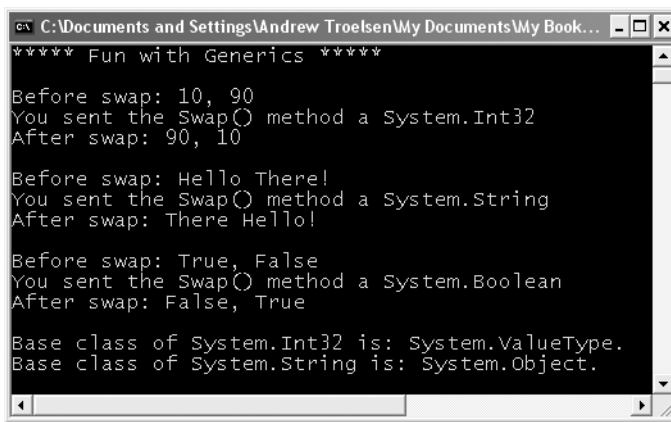 C:\Documents and Settings\Andrew Troelsen\My Documents\My Book...
***** Fun with Generics *****
Before swap: 10, 90
You sent the Swap() method a System.Int32
After swap: 90, 10
Before swap: Hello There!
You sent the Swap() method a System.String
After swap: There Hello!
Before swap: True, False
You sent the Swap() method a System.Boolean
After swap: False, True
Base class of System.Int32 is: System.ValueType.
Base class of System.String is: System.Object.